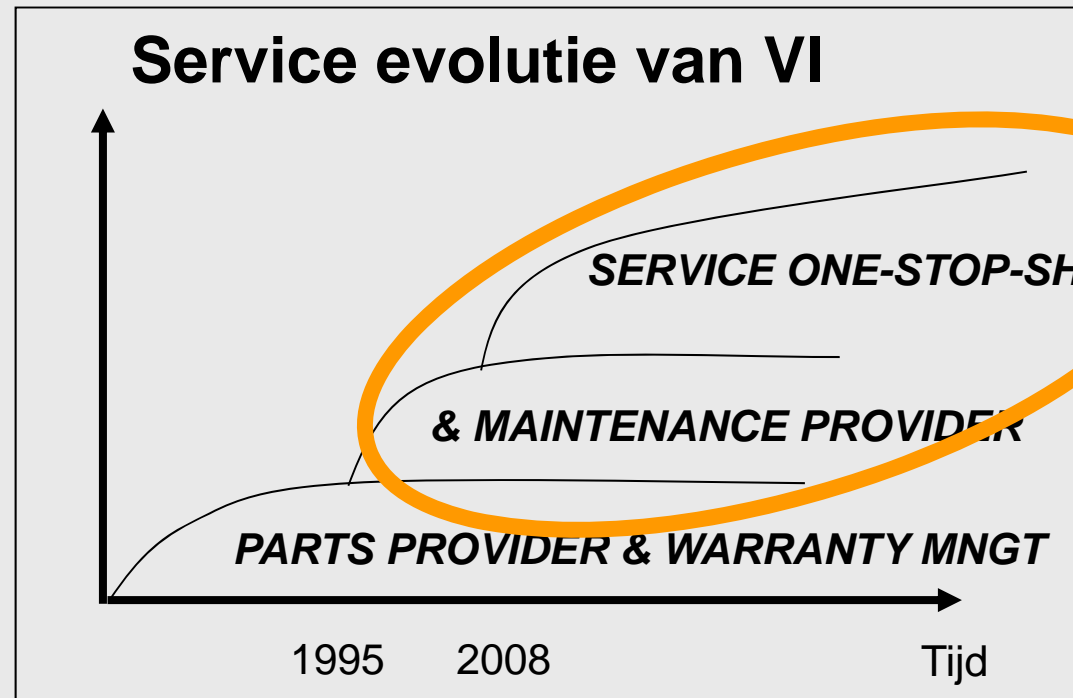 Service evolutie van VI
SERVICE ONE-STOP-SH
& MAINTENANCE PROVIDER
PARTS PROVIDER & WARRANTY MNGT
1995 2008 Tijd